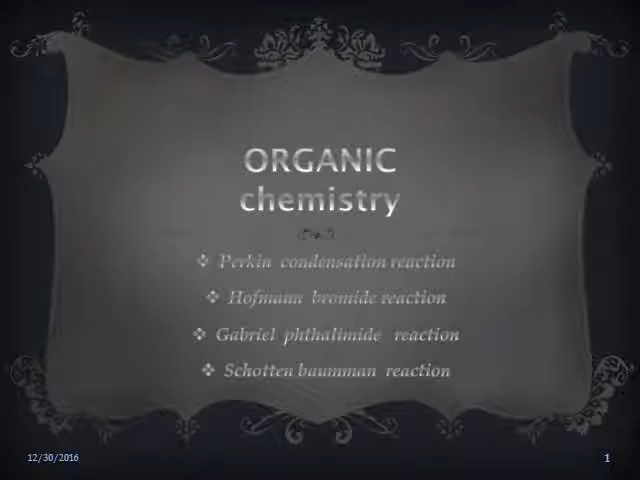 ORGANIC
chemistry
❖ Perkin condensation reaction
❖ Hofmann bromide reaction
❖ Gabriel phthalimide reaction
❖ Schotten baumman reaction
12/30/2016
1